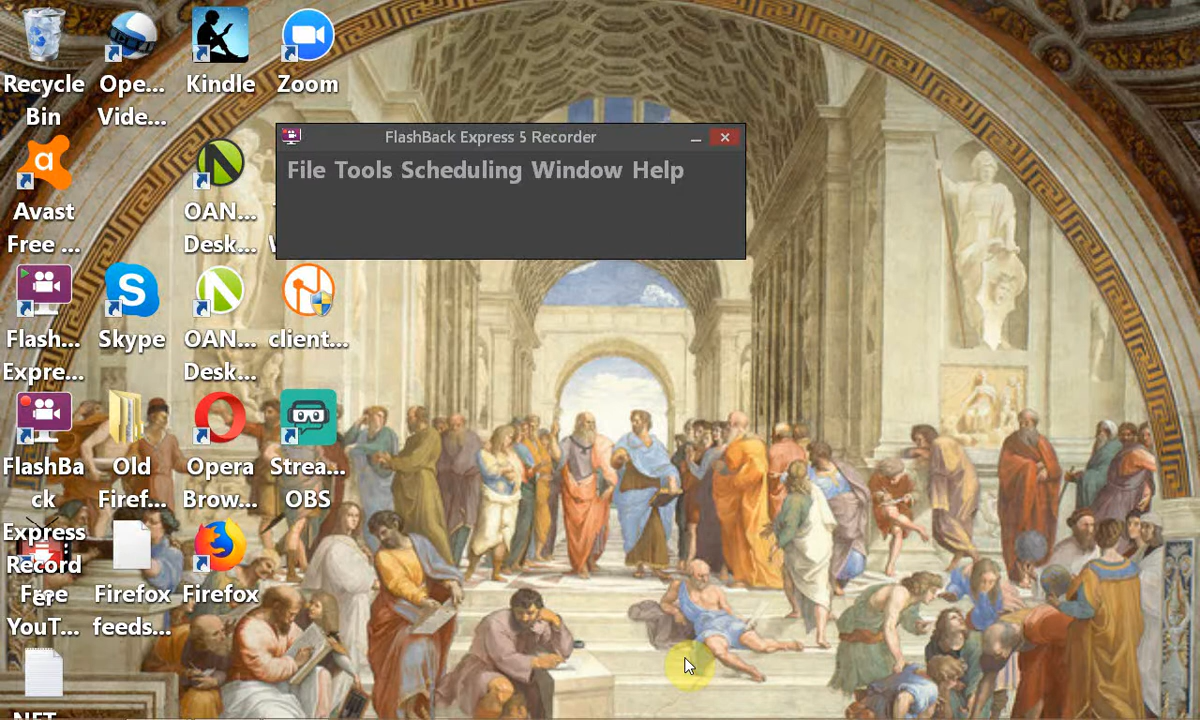 Recycle Bin
Ope... Vide...
Kindle
Zoom
FlashBack Express 5 Recorder
File Tools Scheduling Window Help
Avast Free ...
OAN... Desk...
Flash... Expre...
Skype
OAN... Desk...
client...
FlashBa
ck
Express
Record
er
Old Firef...
Opera Brow...
Strea... OBS
Free YouT...
Firefox feeds...
Firefox